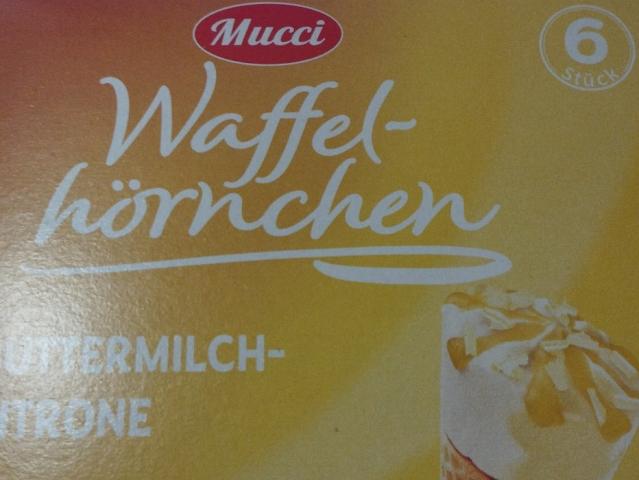 Mucci
6
Stück
Waffel-
hörnchen
UTTERMILCH-
ITRONE